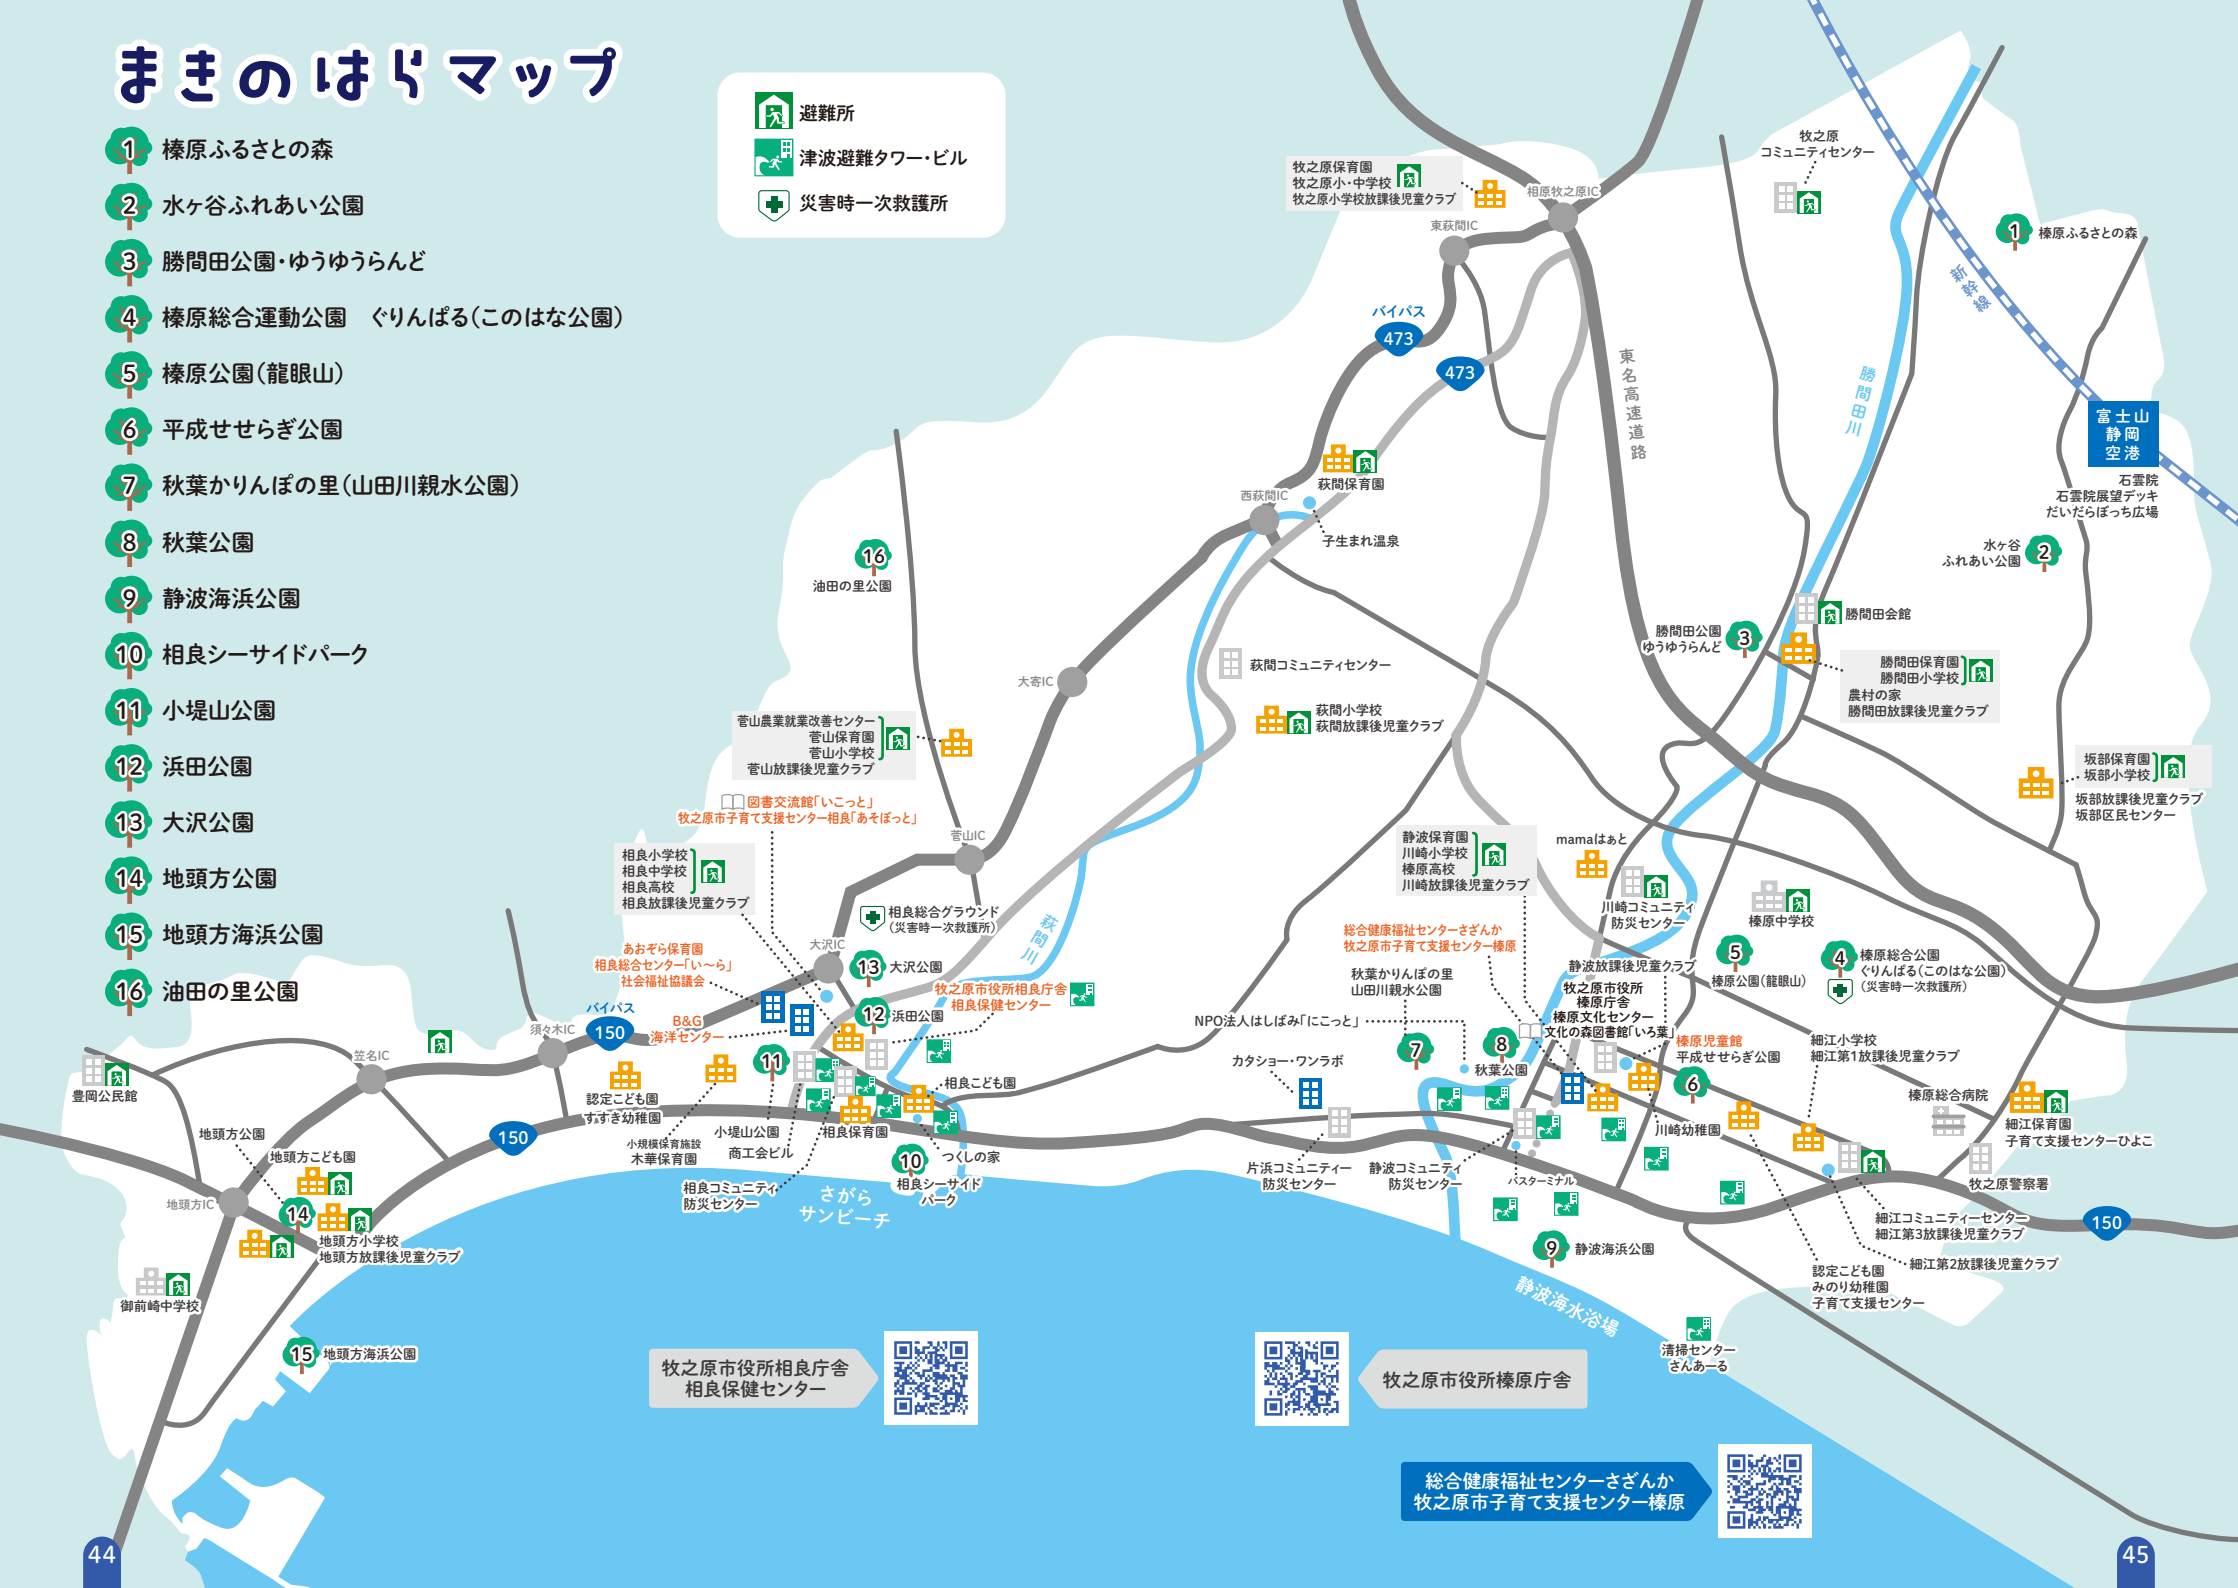 まきのはらマップ
1 榛原ふるさとの森
2 水ヶ谷ふれあい公園
3 勝間田公園・ゆうゆうらんど
4 榛原総合運動公園　ぐりんぱる(このはな公園)
5 榛原公園(龍眼山)
6 平成せせらぎ公園
7 秋葉かりんぽの里(山田川親水公園)
8 秋葉公園
9 静波海浜公園
10 相良シーサイドパーク
11 小堤山公園
12 浜田公園
13 大沢公園
14 地頭方公園
15 地頭方海浜公園
16 油田の里公園
避難所
津波避難タワー・ビル
災害時一次救護所
牧之原保育園
牧之原小・中学校
牧之原小学校放課後児童クラブ
相原牧之原IC
東萩間IC
バイパス
473
473
東名高速道路
牧之原
コミュニティセンター
1
榛原ふるさとの森
新幹線
勝間田川
富士山
静岡
空港
石雲院
石雲院展望デッキ
だいだらぼっち広場
水ヶ谷
ふれあい公園
2
萩間保育園
西萩間IC
子生まれ温泉
16
油田の里公園
勝間田会館
勝間田公園
ゆうゆうらんど
3
勝間田保育園
勝間田小学校
農村の家
勝間田放課後児童クラブ
萩間コミュニティセンター
大寄IC
萩間小学校
萩間放課後児童クラブ
菅山農業就業改善センター
菅山保育園
菅山小学校
菅山放課後児童クラブ
坂部保育園
坂部小学校
坂部放課後児童クラブ
坂部区民センター
図書交流館「いこっと」
牧之原市子育て支援センター相良「あそぼっと」
菅山IC
相良小学校
相良中学校
相良高校
相良放課後児童クラブ
静波保育園
川崎小学校
榛原高校
川崎放課後児童クラブ
mamaはぁと
川崎コミュニティ
防災センター
榛原中学校
相良総合グラウンド
(災害時一次救護所)
萩間川
大沢IC
13
大沢公園
あおぞら保育園
相良総合センター「い〜ら」
社会福祉協議会
総合健康福祉センターさざんか
牧之原市子育て支援センター榛原
秋葉かりんぽの里
山田川親水公園
静波放課後児童クラブ
5
榛原公園(龍眼山)
4
榛原総合公園
ぐりんぱる(このはな公園)
(災害時一次救護所)
牧之原市役所相良庁舎
相良保健センター
12
浜田公園
牧之原市役所
榛原庁舎
榛原文化センター
文化の森図書館「いろ葉」
NPO法人はしばみ「にこっと」
バイパス
150
須々木IC
B&G
海洋センター
笠名IC
豊岡公民館
11
7
8
秋葉公園
榛原児童館
平成せせらぎ公園
6
細江小学校
細江第1放課後児童クラブ
カタショー・ワンラボ
榛原総合病院
相良こども園
認定こども園
すずき幼稚園
小規模保育施設
木華保育園
小堤山公園
商工会ビル
相良保育園
細江保育園
子育て支援センターひよこ
川崎幼稚園
150
地頭方公園
地頭方こども園
10
つくしの家
相良シーサイド
パーク
片浜コミュニティー
防災センター
静波コミュニティ
防災センター
バスターミナル
牧之原警察署
相良コミュニティ
防災センター
さがら
サンビーチ
地頭方IC
14
地頭方小学校
地頭方放課後児童クラブ
細江コミュニティーセンター
細江第3放課後児童クラブ
150
9
静波海浜公園
細江第2放課後児童クラブ
認定こども園
みのり幼稚園
子育て支援センター
御前崎中学校
静波海水浴場
15
地頭方海浜公園
清掃センター
さんあーる
牧之原市役所相良庁舎
相良保健センター
牧之原市役所榛原庁舎
総合健康福祉センターさざんか
牧之原市子育て支援センター榛原
44
45